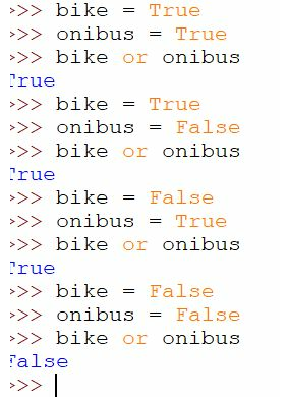 >>> bike = True
>>> onibus = True
>>> bike or onibus
True
>>> bike = True
>>> onibus = False
>>> bike or onibus
True
>>> bike = False
>>> onibus = True
>>> bike or onibus
True
>>> bike = False
>>> onibus = False
>>> bike or onibus
False
>>>